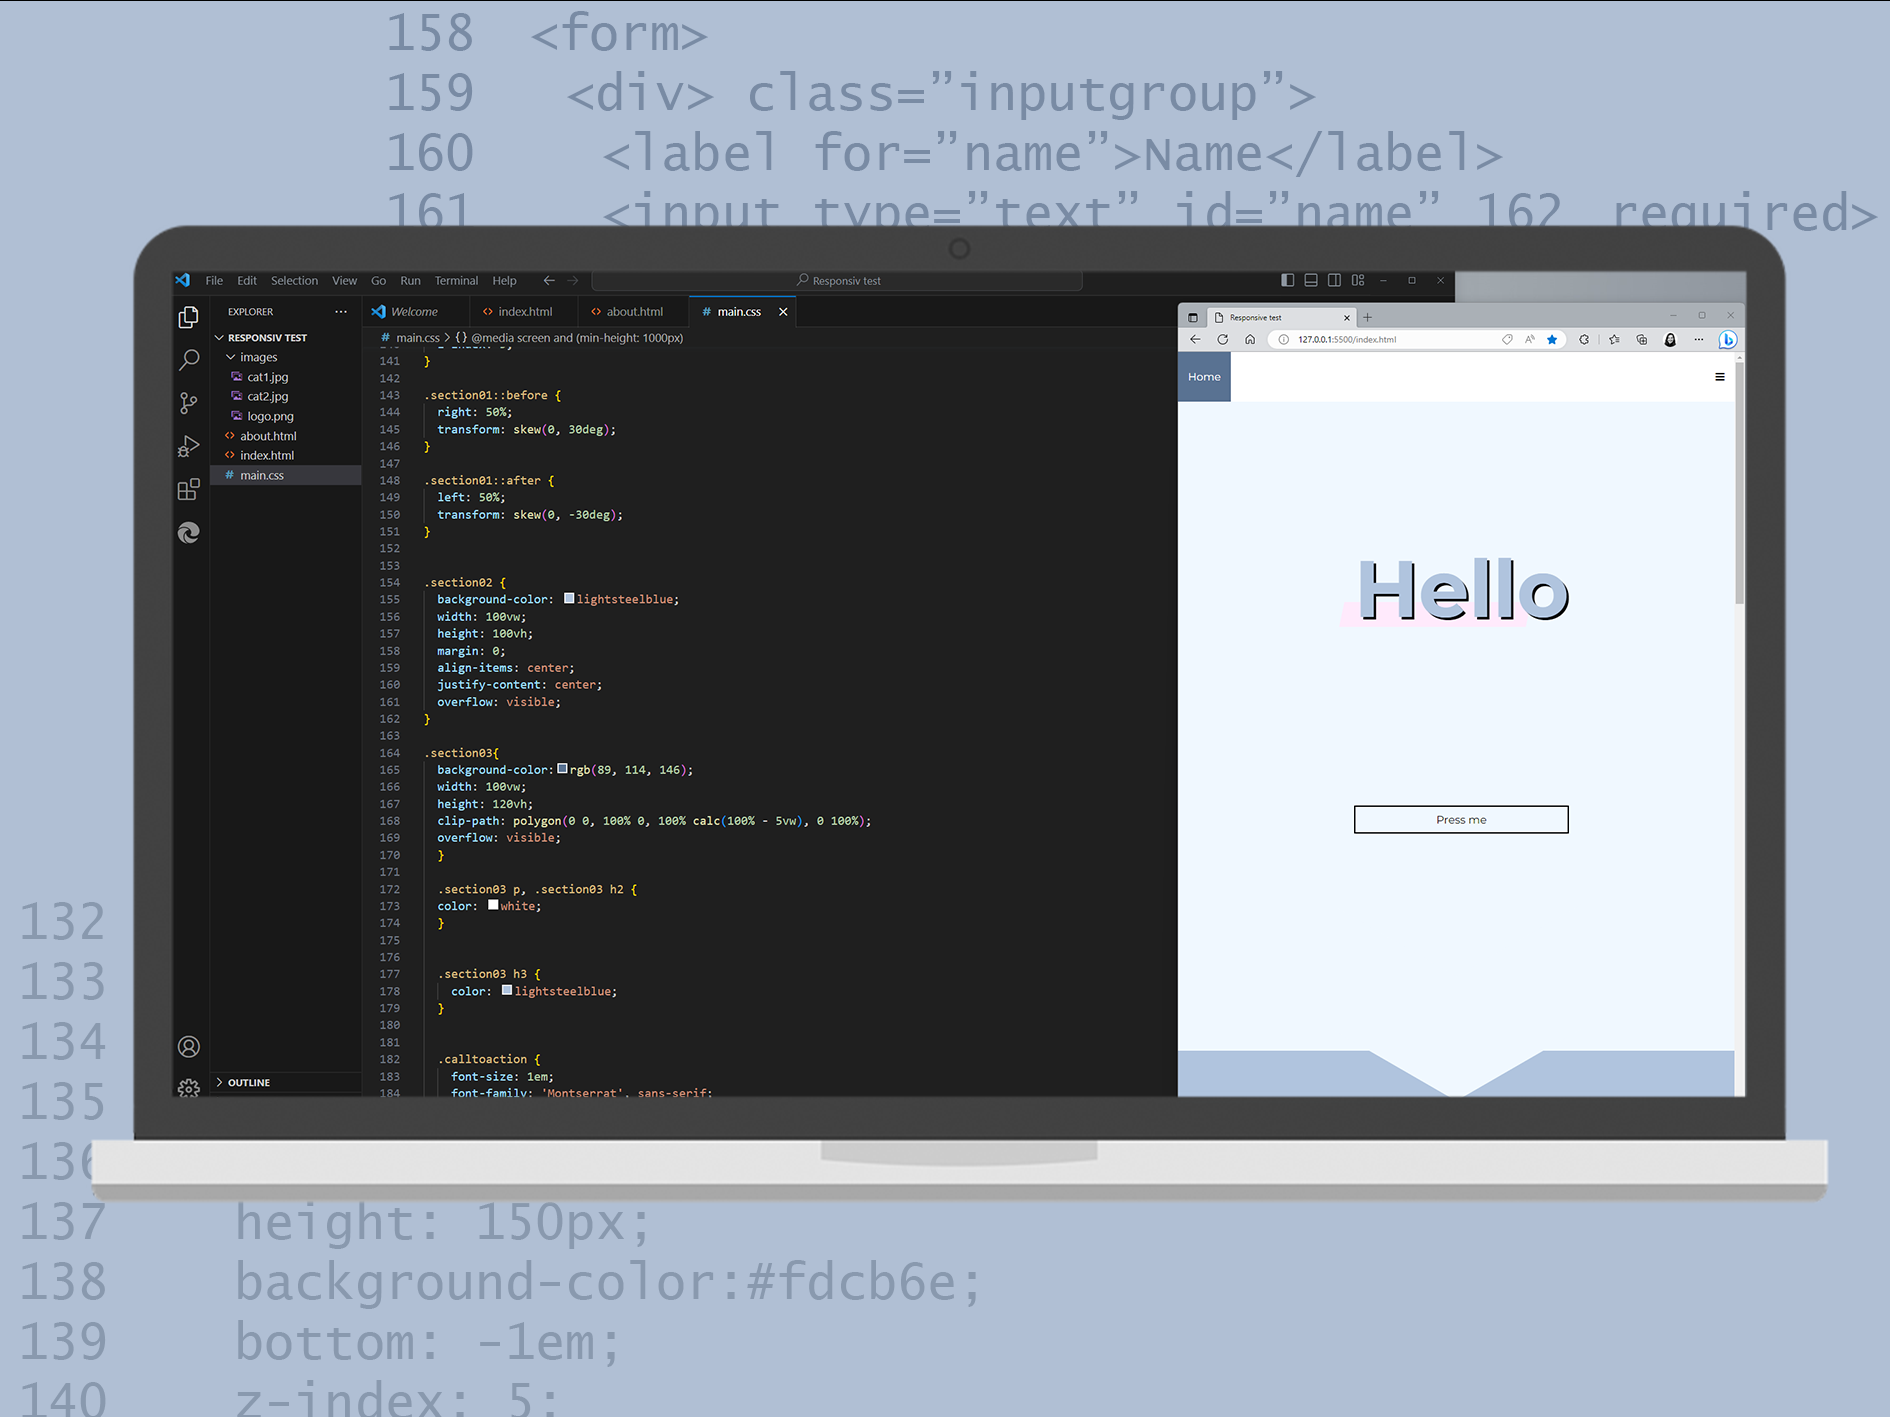 158 <form>
159 <div> class=”inputgroup”>
160 <label for=”name”>Name</label>
161 <input type=”text” id=”name” 162 required>
File Edit Selection View Go Run Terminal Help
Responsiv test
EXPLORER
RESPONSIV TEST
images
cat1.jpg
cat2.jpg
logo.png
about.html
index.html
# main.css
OUTLINE
Welcome
index.html
about.html
# main.css
# main.css > {} @media screen and (min-height: 1000px)
141 }
142
143 .section01::before {
144 right: 50%;
145 transform: skew(0, 30deg);
146 }
147
148 .section01::after {
149 left: 50%;
150 transform: skew(0, -30deg);
151 }
152
153
154 .section02 {
155 background-color: lightsteelblue;
156 width: 100vw;
157 height: 100vh;
158 margin: 0;
159 align-items: center;
160 justify-content: center;
161 overflow: visible;
162 }
163
164 .section03{
165 background-color: rgb(89, 114, 146);
166 width: 100vw;
167 height: 120vh;
168 clip-path: polygon(0 0, 100% 0, 100% calc(100% - 5vw), 0 100%);
169 overflow: visible;
170 }
171
172 .section03 p, .section03 h2 {
173 color: white;
174 }
175
176
177 .section03 h3 {
178 color: lightsteelblue;
179 }
180
181
182 .calltoaction {
183 font-size: 1em;
184 font-family: 'Montserrat', sans-serif;
Responsive test
127.0.0.1:5500/index.html
Home
Hello
Press me
132
133
134
135
136
137 height: 150px;
138 background-color:#fdcb6e;
139 bottom: -1em;
140 z-index: 5;